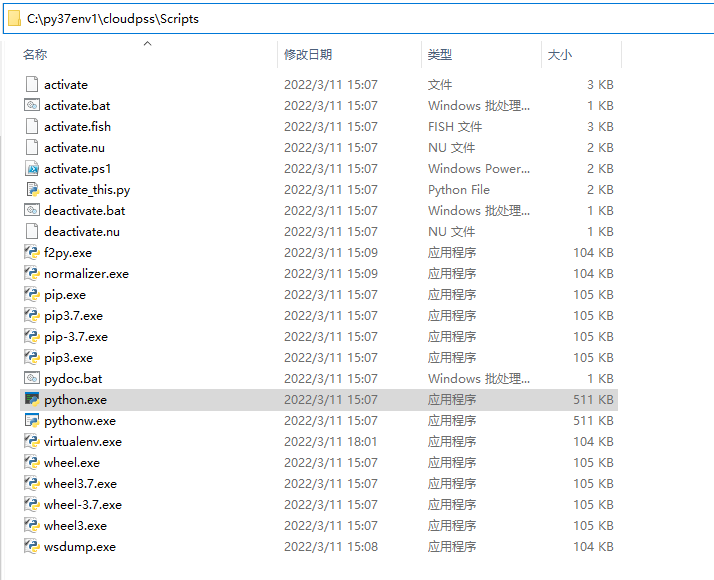 C:\py37env1\cloudpss\Scripts
名称 修改日期 类型 大小
activate 2022/3/11 15:07 文件 3 KB
activate.bat 2022/3/11 15:07 Windows 批处理... 1 KB
activate.fish 2022/3/11 15:07 FISH 文件 3 KB
activate.nu 2022/3/11 15:07 NU 文件 2 KB
activate.ps1 2022/3/11 15:07 Windows Power... 2 KB
activate_this.py 2022/3/11 15:07 Python File 2 KB
deactivate.bat 2022/3/11 15:07 Windows 批处理... 1 KB
deactivate.nu 2022/3/11 15:07 NU 文件 1 KB
f2py.exe 2022/3/11 15:09 应用程序 104 KB
normalizer.exe 2022/3/11 15:09 应用程序 104 KB
pip.exe 2022/3/11 15:07 应用程序 105 KB
pip3.7.exe 2022/3/11 15:07 应用程序 105 KB
pip-3.7.exe 2022/3/11 15:07 应用程序 105 KB
pip3.exe 2022/3/11 15:07 应用程序 105 KB
pydoc.bat 2022/3/11 15:07 Windows 批处理... 1 KB
python.exe 2022/3/11 15:07 应用程序 511 KB
pythonw.exe 2022/3/11 15:07 应用程序 511 KB
virtualenv.exe 2022/3/11 18:01 应用程序 104 KB
wheel.exe 2022/3/11 15:07 应用程序 105 KB
wheel3.7.exe 2022/3/11 15:07 应用程序 105 KB
wheel-3.7.exe 2022/3/11 15:07 应用程序 105 KB
wheel3.exe 2022/3/11 15:07 应用程序 105 KB
wsdump.exe 2022/3/11 15:08 应用程序 104 KB